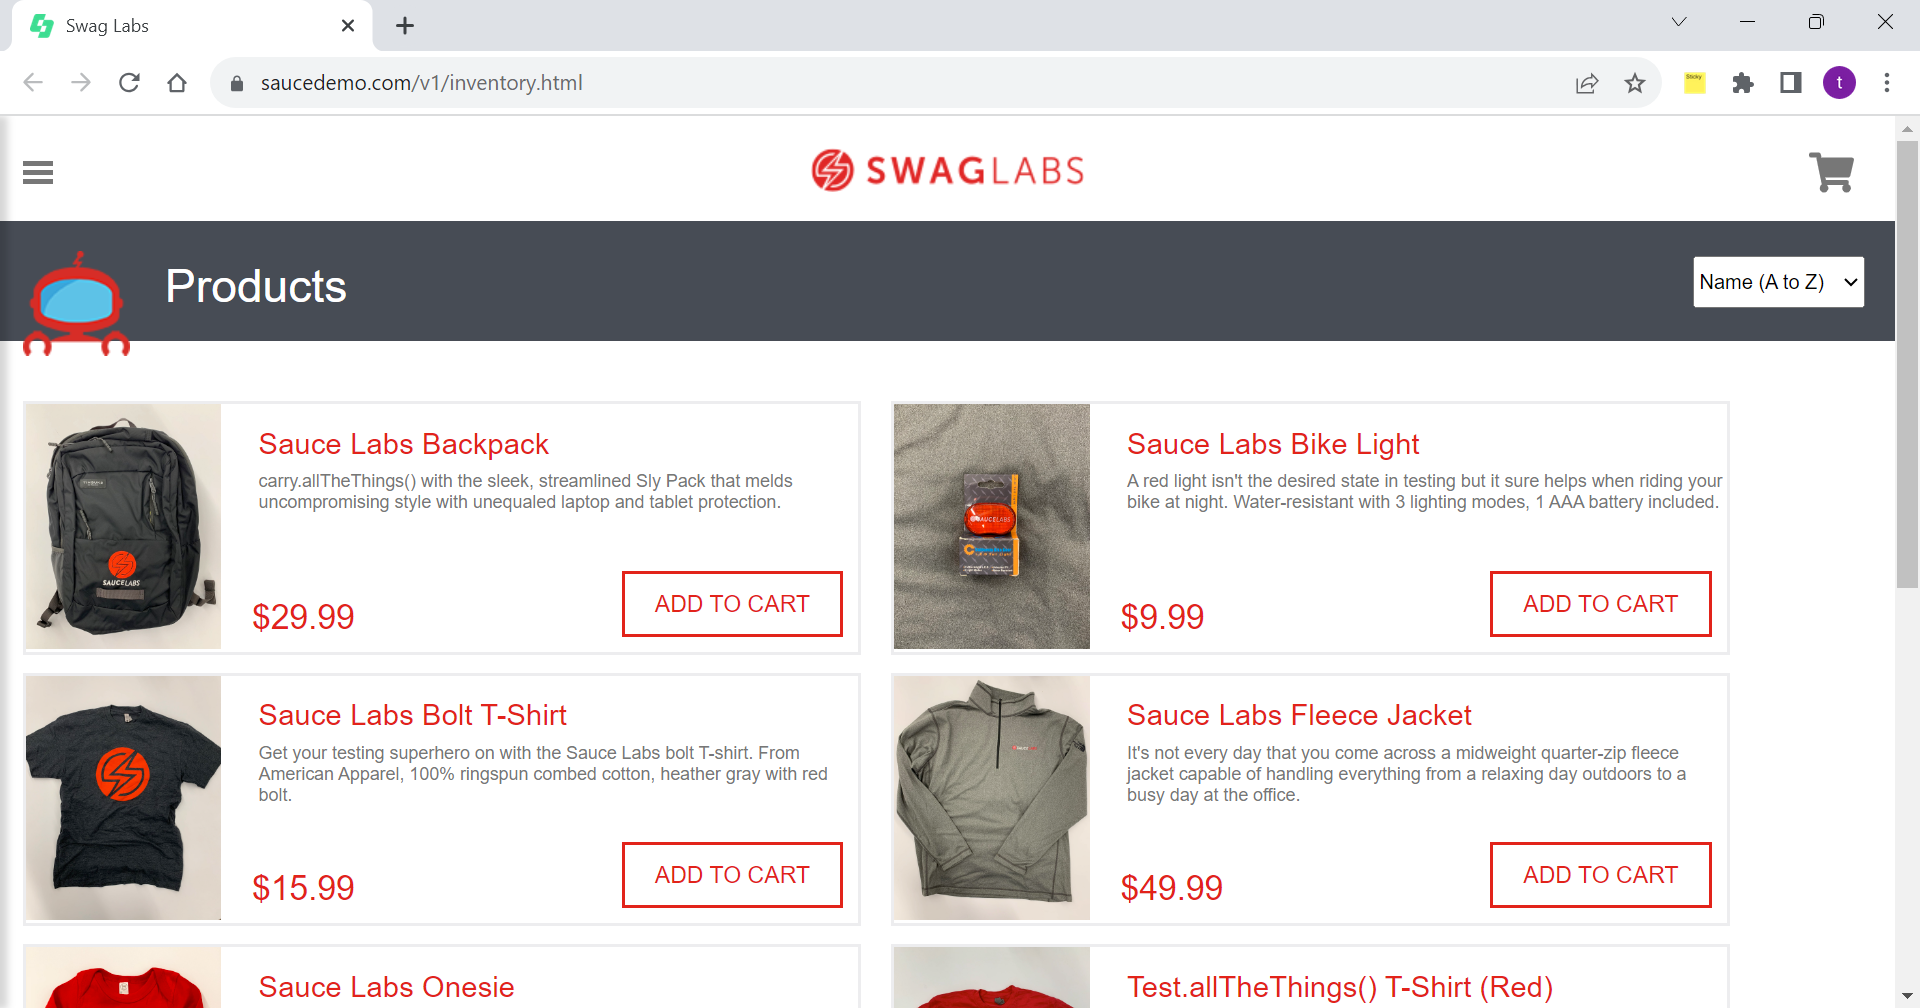 Swag Labs
saucedemo.com/v1/inventory.html
Sticky
t
SWAGLABS
Products
Name (A to Z)
Sauce Labs Backpack
carry.allTheThings() with the sleek, streamlined Sly Pack that melds
uncompromising style with unequaled laptop and tablet protection.
SAUCELABS
$29.99
ADD TO CART
Sauce Labs Bike Light
A red light isn't the desired state in testing but it sure helps when riding your
bike at night. Water-resistant with 3 lighting modes, 1 AAA battery included.
SAUCELABS
$9.99
ADD TO CART
Sauce Labs Bolt T-Shirt
Get your testing superhero on with the Sauce Labs bolt T-shirt. From
American Apparel, 100% ringspun combed cotton, heather gray with red
bolt.
$15.99
ADD TO CART
Sauce Labs Fleece Jacket
It's not every day that you come across a midweight quarter-zip fleece
jacket capable of handling everything from a relaxing day outdoors to a
busy day at the office.
$49.99
ADD TO CART
Sauce Labs Onesie
Test.allTheThings() T-Shirt (Red)